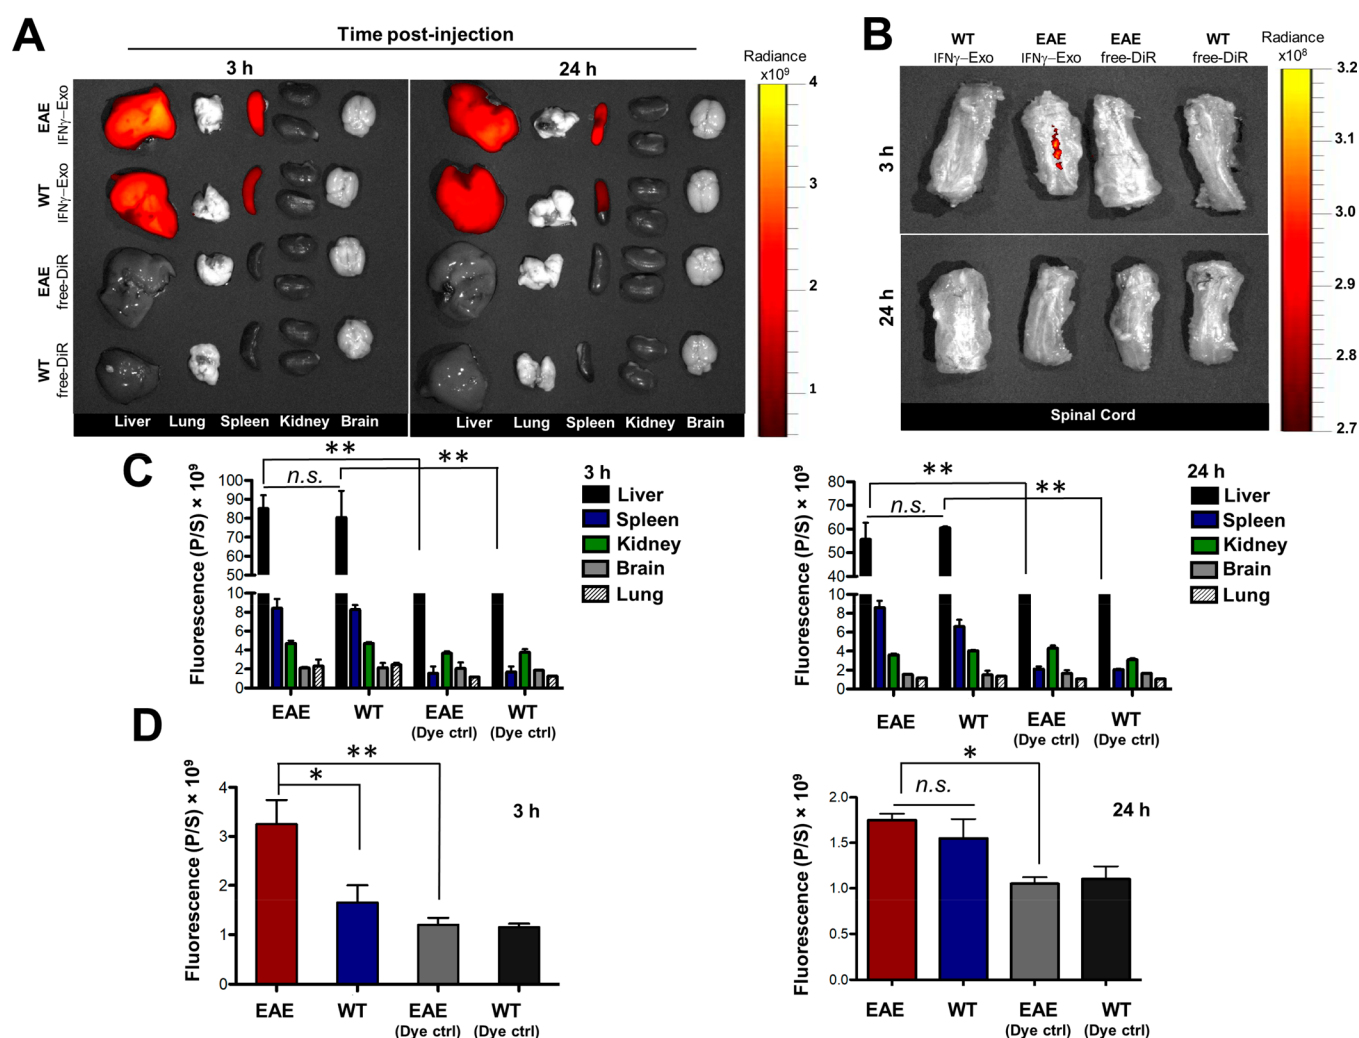 A
Time post-injection
3 h
24 h
EAE
IFNγ–Exo
WT
IFNγ–Exo
EAE
free-DiR
WT
free-DiR
Liver Lung Spleen Kidney Brain
Liver Lung Spleen Kidney Brain
Radiance
x10⁹
4
3
2
1
B
WT EAE EAE WT
IFNγ–Exo IFNγ–Exo free-DiR free-DiR
3 h
24 h
Spinal Cord
Radiance
x10⁸
3.2
3.1
3.0
2.9
2.8
2.7
C
Fluorescence (P/S) × 10⁹
100
90
80
70
60
50
10
8
6
4
2
0
**
n.s.
**
EAE WT EAE WT
(Dye ctrl) (Dye ctrl)
3 h
Liver
Spleen
Kidney
Brain
Lung
Fluorescence (P/S) × 10⁹
80
70
60
50
40
10
8
6
4
2
0
**
n.s.
**
EAE WT EAE WT
(Dye ctrl) (Dye ctrl)
24 h
Liver
Spleen
Kidney
Brain
Lung
D
Fluorescence (P/S) × 10⁹
4
3
2
1
0
**
*
3 h
EAE WT EAE WT
(Dye ctrl) (Dye ctrl)
Fluorescence (P/S) × 10⁹
2.0
1.5
1.0
0.5
0.0
*
n.s.
24 h
EAE WT EAE WT
(Dye ctrl) (Dye ctrl)